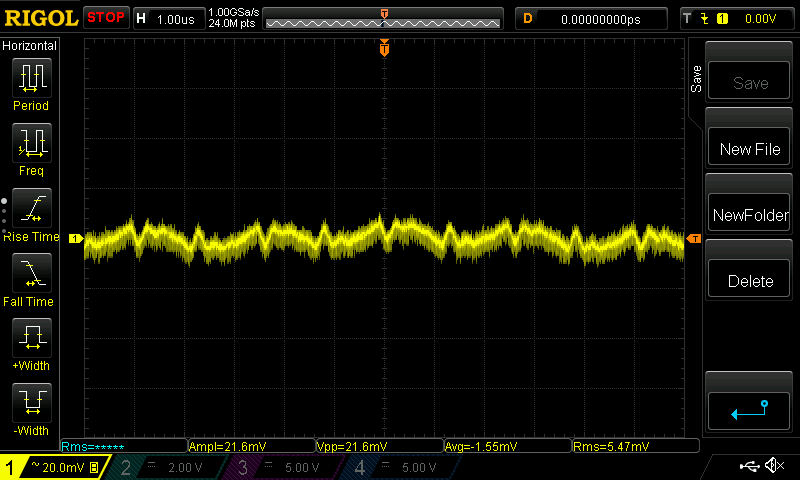 RIGOL STOP H 1.00us 1.00GSa/s D 0.00000000ps T 1 0.00V
24.0M pts
T
Horizontal
T
Period
Freq
Rise Time
Fall Time
+Width
-Width
1
T
Save
Save
New File
NewFolder
Delete
Rms=***** Ampl=21.6mV Vpp=21.6mV Avg=-1.55mV Rms=5.47mV
1 ~ 20.0mV B 2 2.00 V 3 5.00 V 4 5.00 V